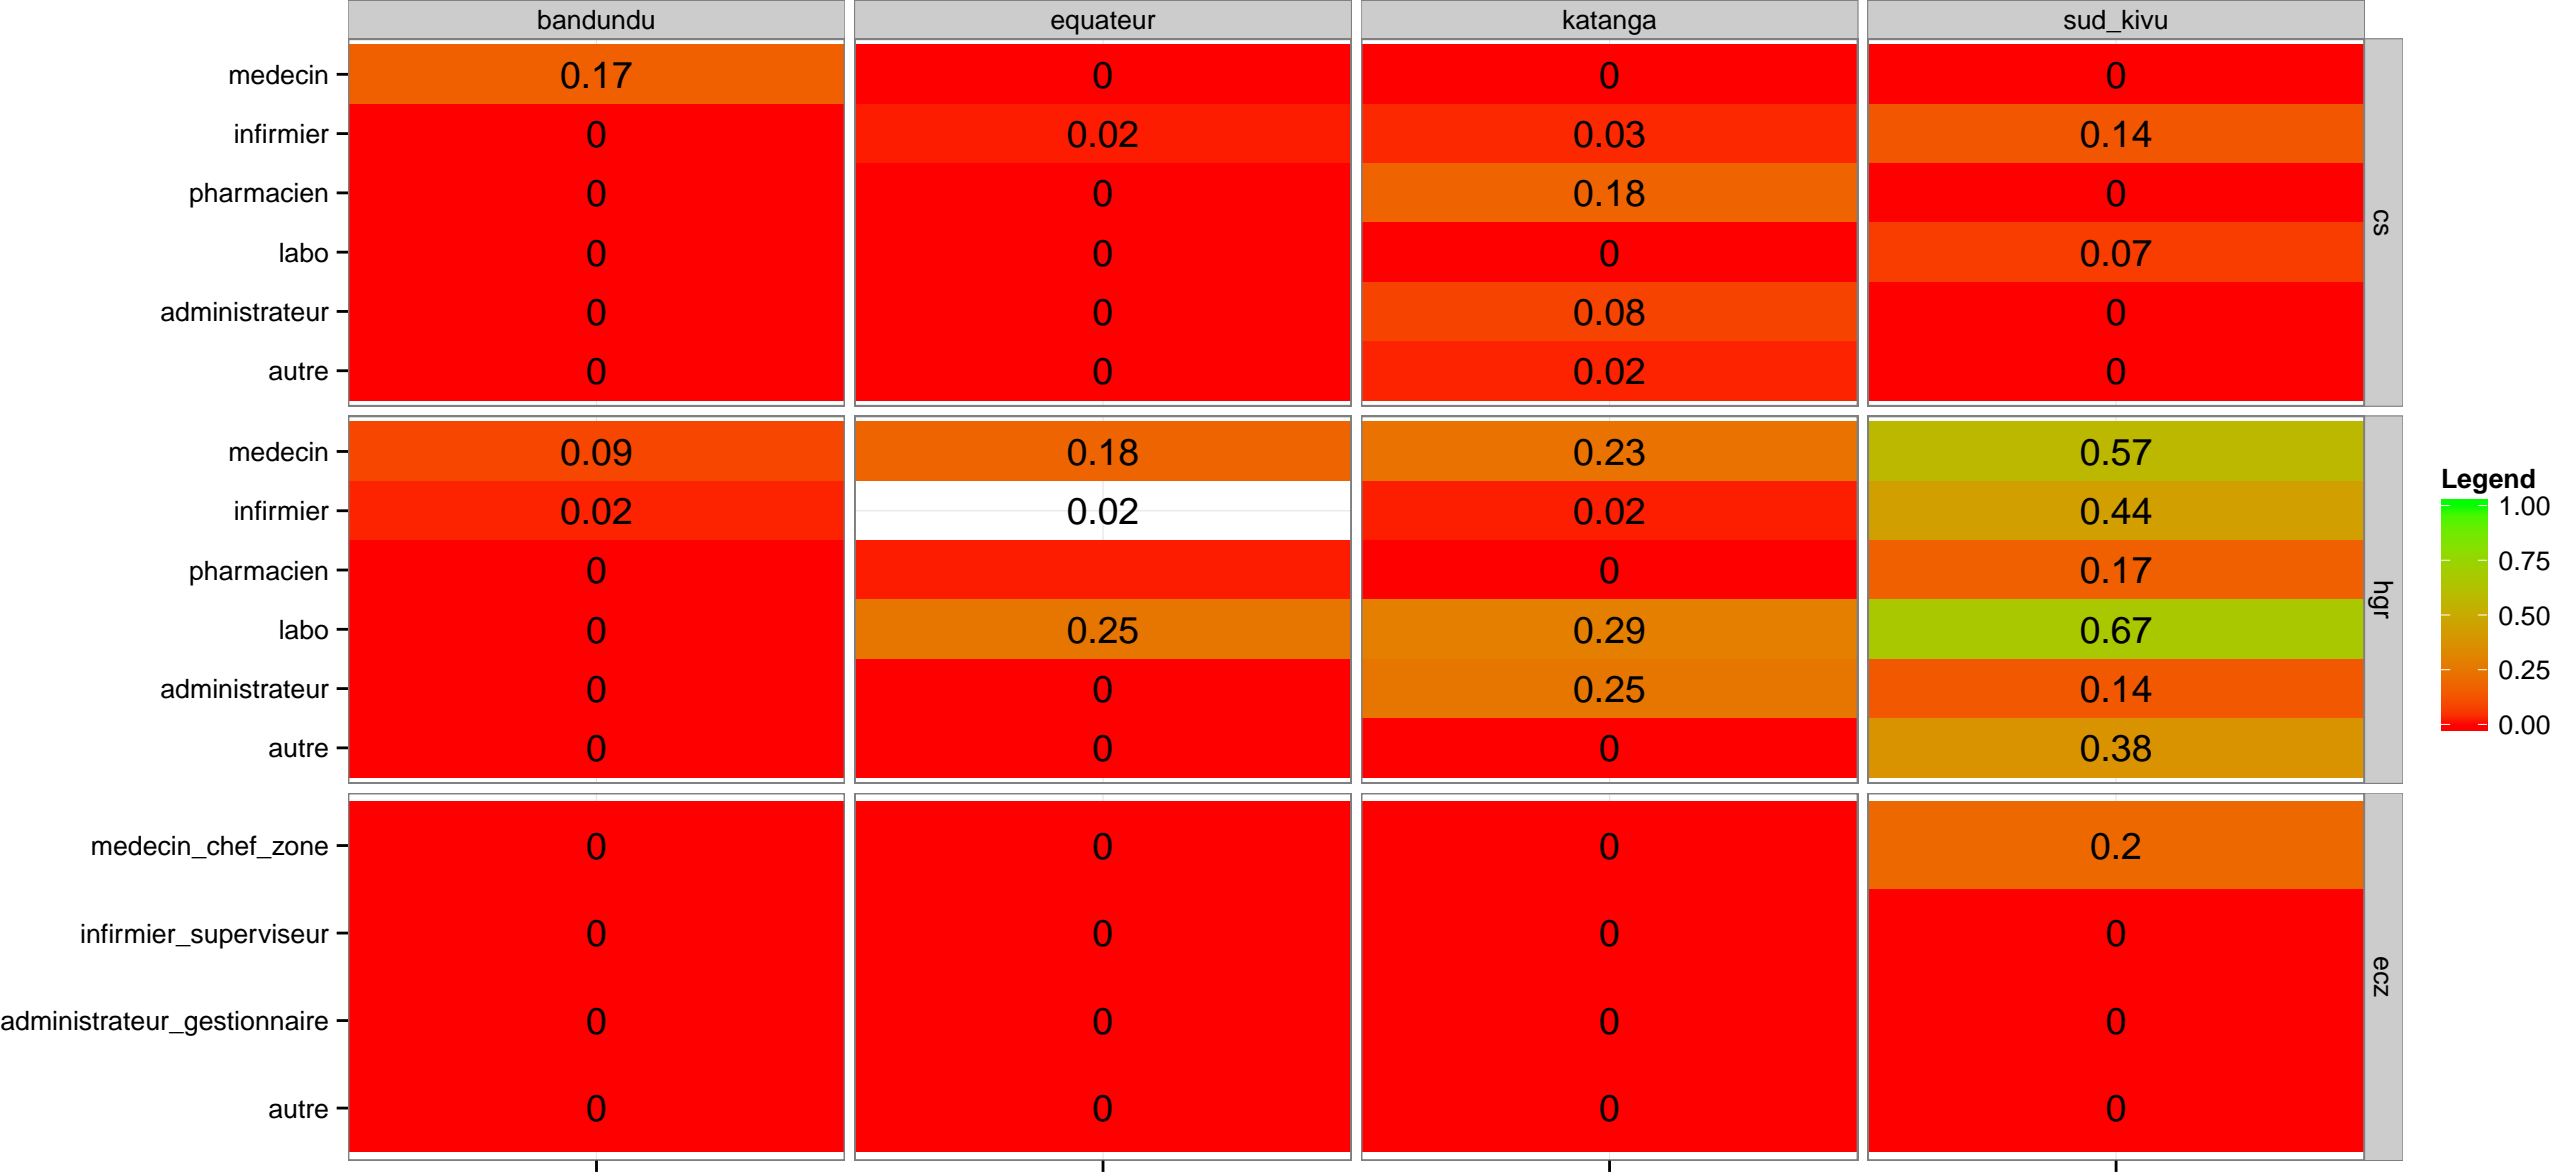 bandundu equateur katanga sud_kivu
medecin 0.17 0 0 0
infirmier 0 0.02 0.03 0.14
pharmacien 0 0 0.18 0
labo 0 0 0 0.07
administrateur 0 0 0.08 0
autre 0 0 0.02 0
cs
medecin 0.09 0.18 0.23 0.57
infirmier 0.02 0.02 0.02 0.44
pharmacien 0 0 0.17
labo 0 0.25 0.29 0.67
administrateur 0 0 0.25 0.14
autre 0 0 0 0.38
hgr
medecin_chef_zone 0 0 0 0.2
infirmier_superviseur 0 0 0 0
administrateur_gestionnaire 0 0 0 0
autre 0 0 0 0
ecz
Legend
1.00
0.75
0.50
0.25
0.00